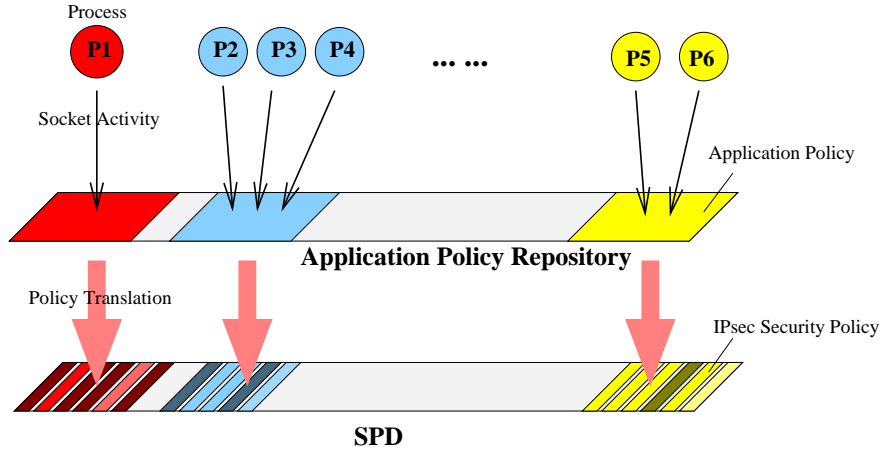 Process
P1 P2 P3 P4 ... ... P5 P6
Socket Activity
Application Policy
Application Policy Repository
Policy Translation
IPsec Security Policy
SPD